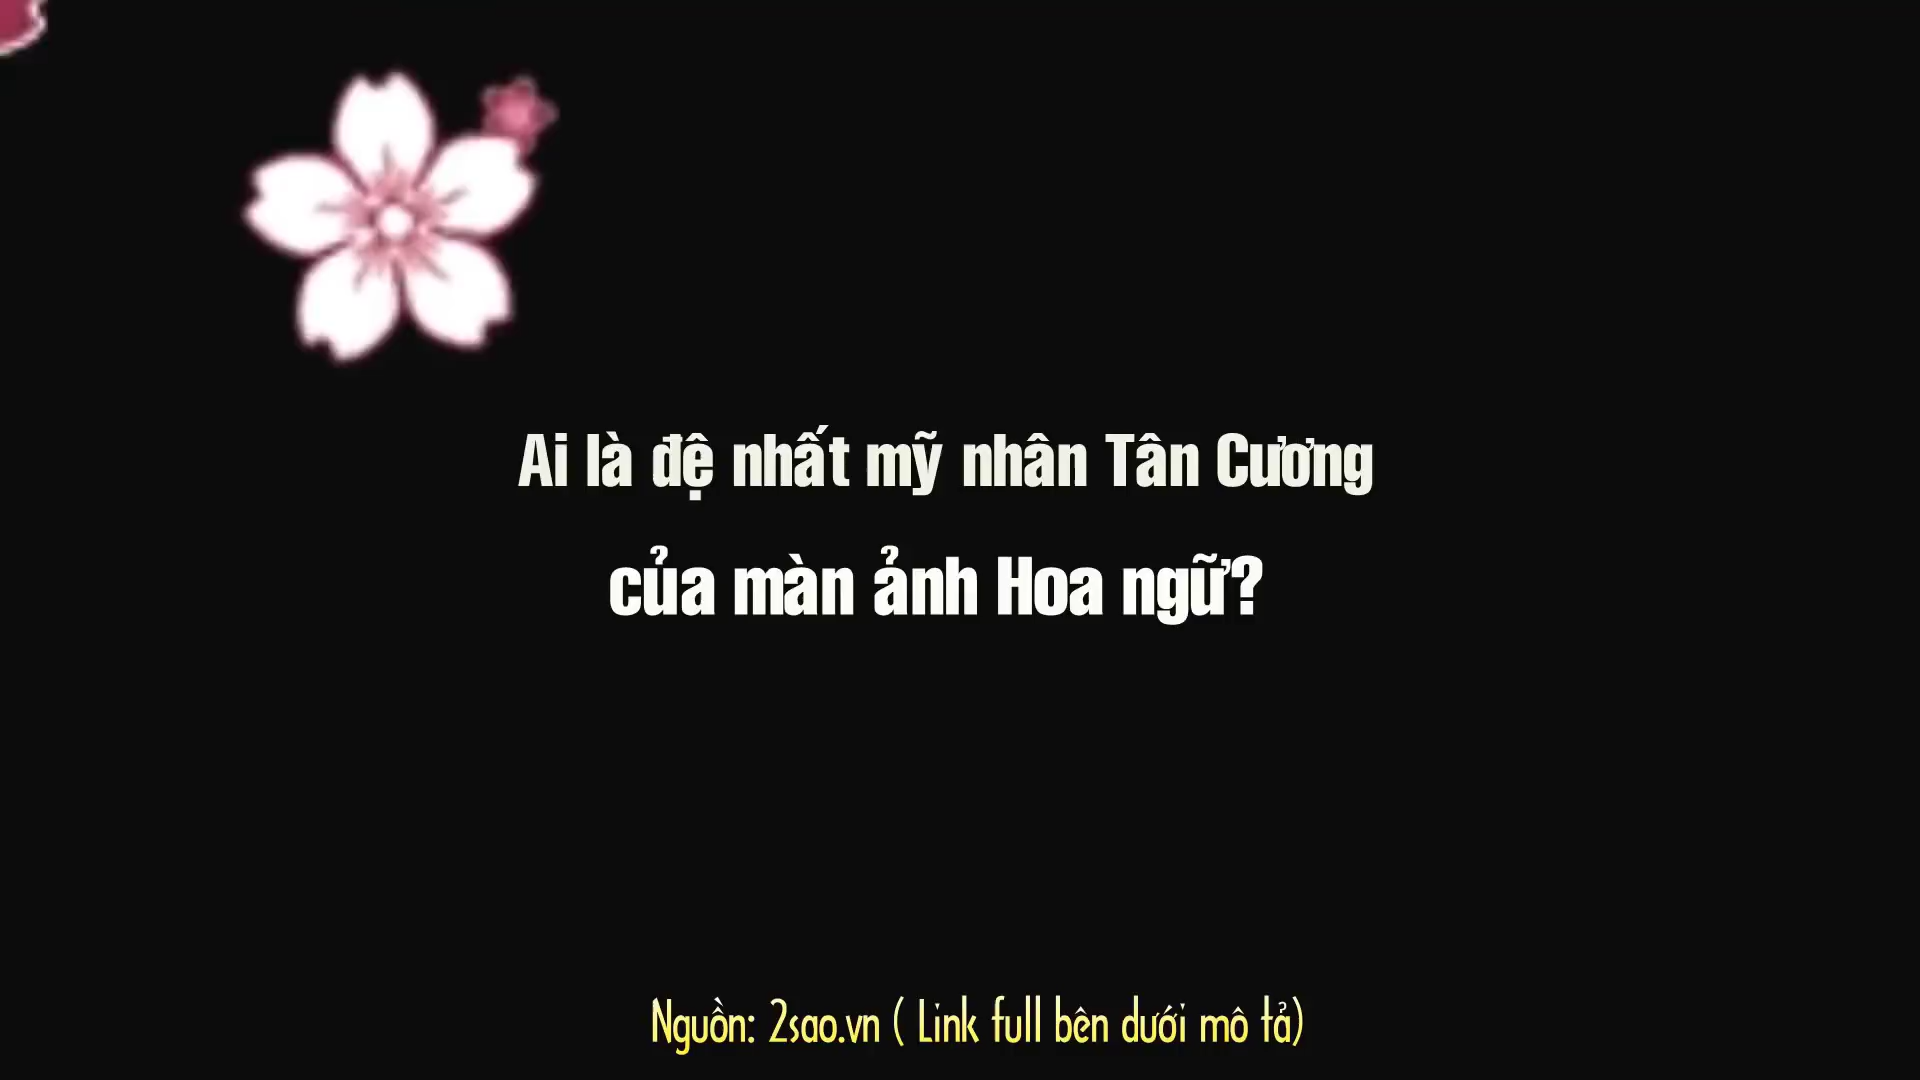 Ai là đệ nhất mỹ nhân Tân Cương
của màn ảnh Hoa ngữ?
Nguồn: 2sao.vn ( Link full bên dưới mô tả)